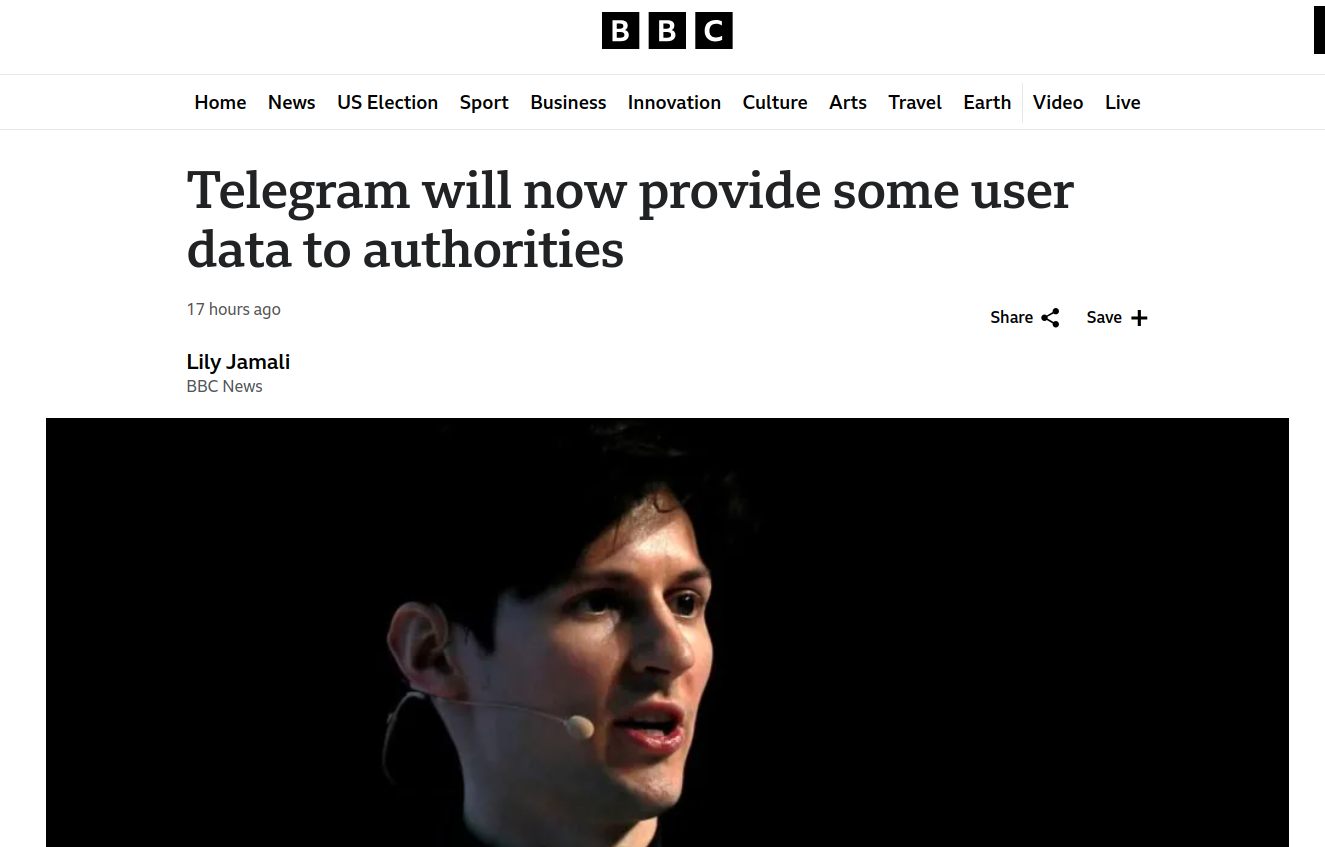 BBC
Home News US Election Sport Business Innovation Culture Arts Travel Earth Video Live
Telegram will now provide some user
data to authorities
17 hours ago
Share Save
Lily Jamali
BBC News